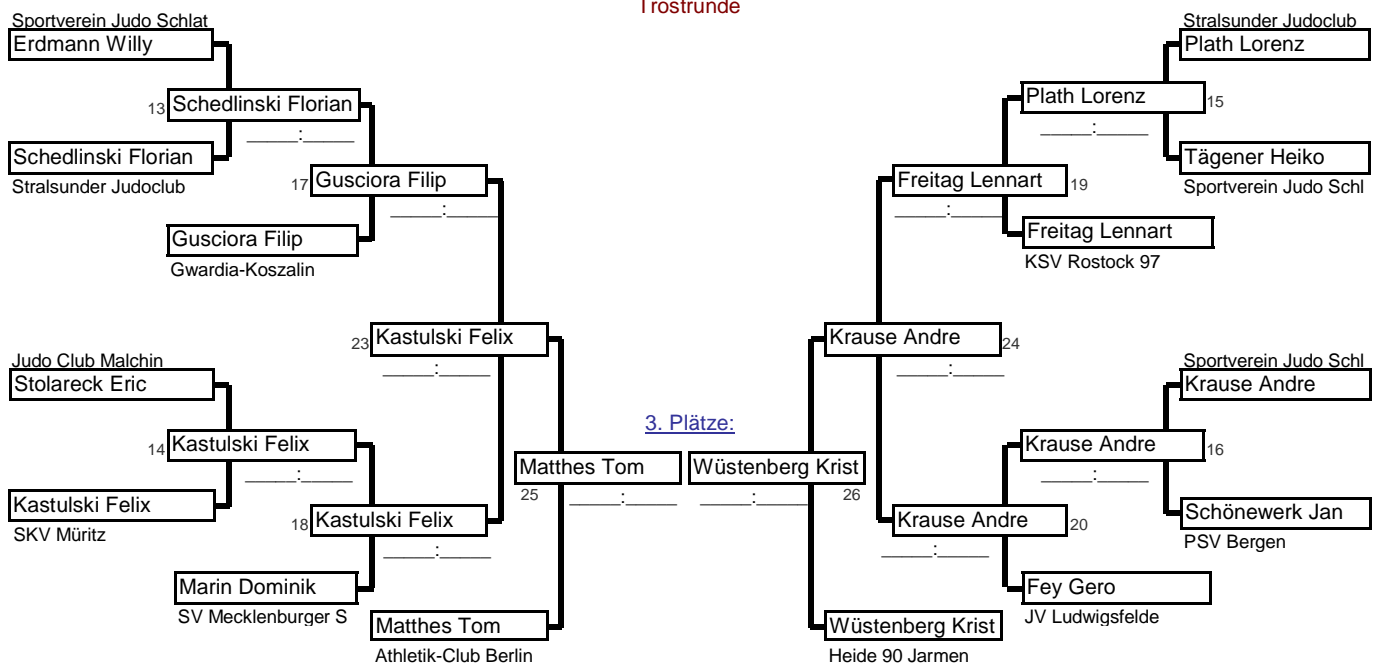 Trostrunde
Sportverein Judo Schlat
Erdmann Willy
13 Schedlinski Florian
_____:_____
Schedlinski Florian
Stralsunder Judoclub
17 Gusciora Filip
_____:_____
Gusciora Filip
Gwardia-Koszalin
23 Kastulski Felix
_____:_____
Judo Club Malchin
Stolareck Eric
14 Kastulski Felix
_____:_____
Kastulski Felix
SKV Müritz
18 Kastulski Felix
_____:_____
Marin Dominik
SV Mecklenburger S
Matthes Tom
Athletik-Club Berlin
3. Plätze:
Matthes Tom
25 _____:_____
Wüstenberg Krist
_____:_____ 26
Stralsunder Judoclub
Plath Lorenz
Plath Lorenz 15
_____:_____
Tägener Heiko
Sportverein Judo Schl
Freitag Lennart 19
_____:_____
Freitag Lennart
KSV Rostock 97
Krause Andre 24
_____:_____
Sportverein Judo Schl
Krause Andre
Krause Andre 16
_____:_____
Schönewerk Jan
PSV Bergen
Krause Andre 20
_____:_____
Fey Gero
JV Ludwigsfelde
Wüstenberg Krist
Heide 90 Jarmen